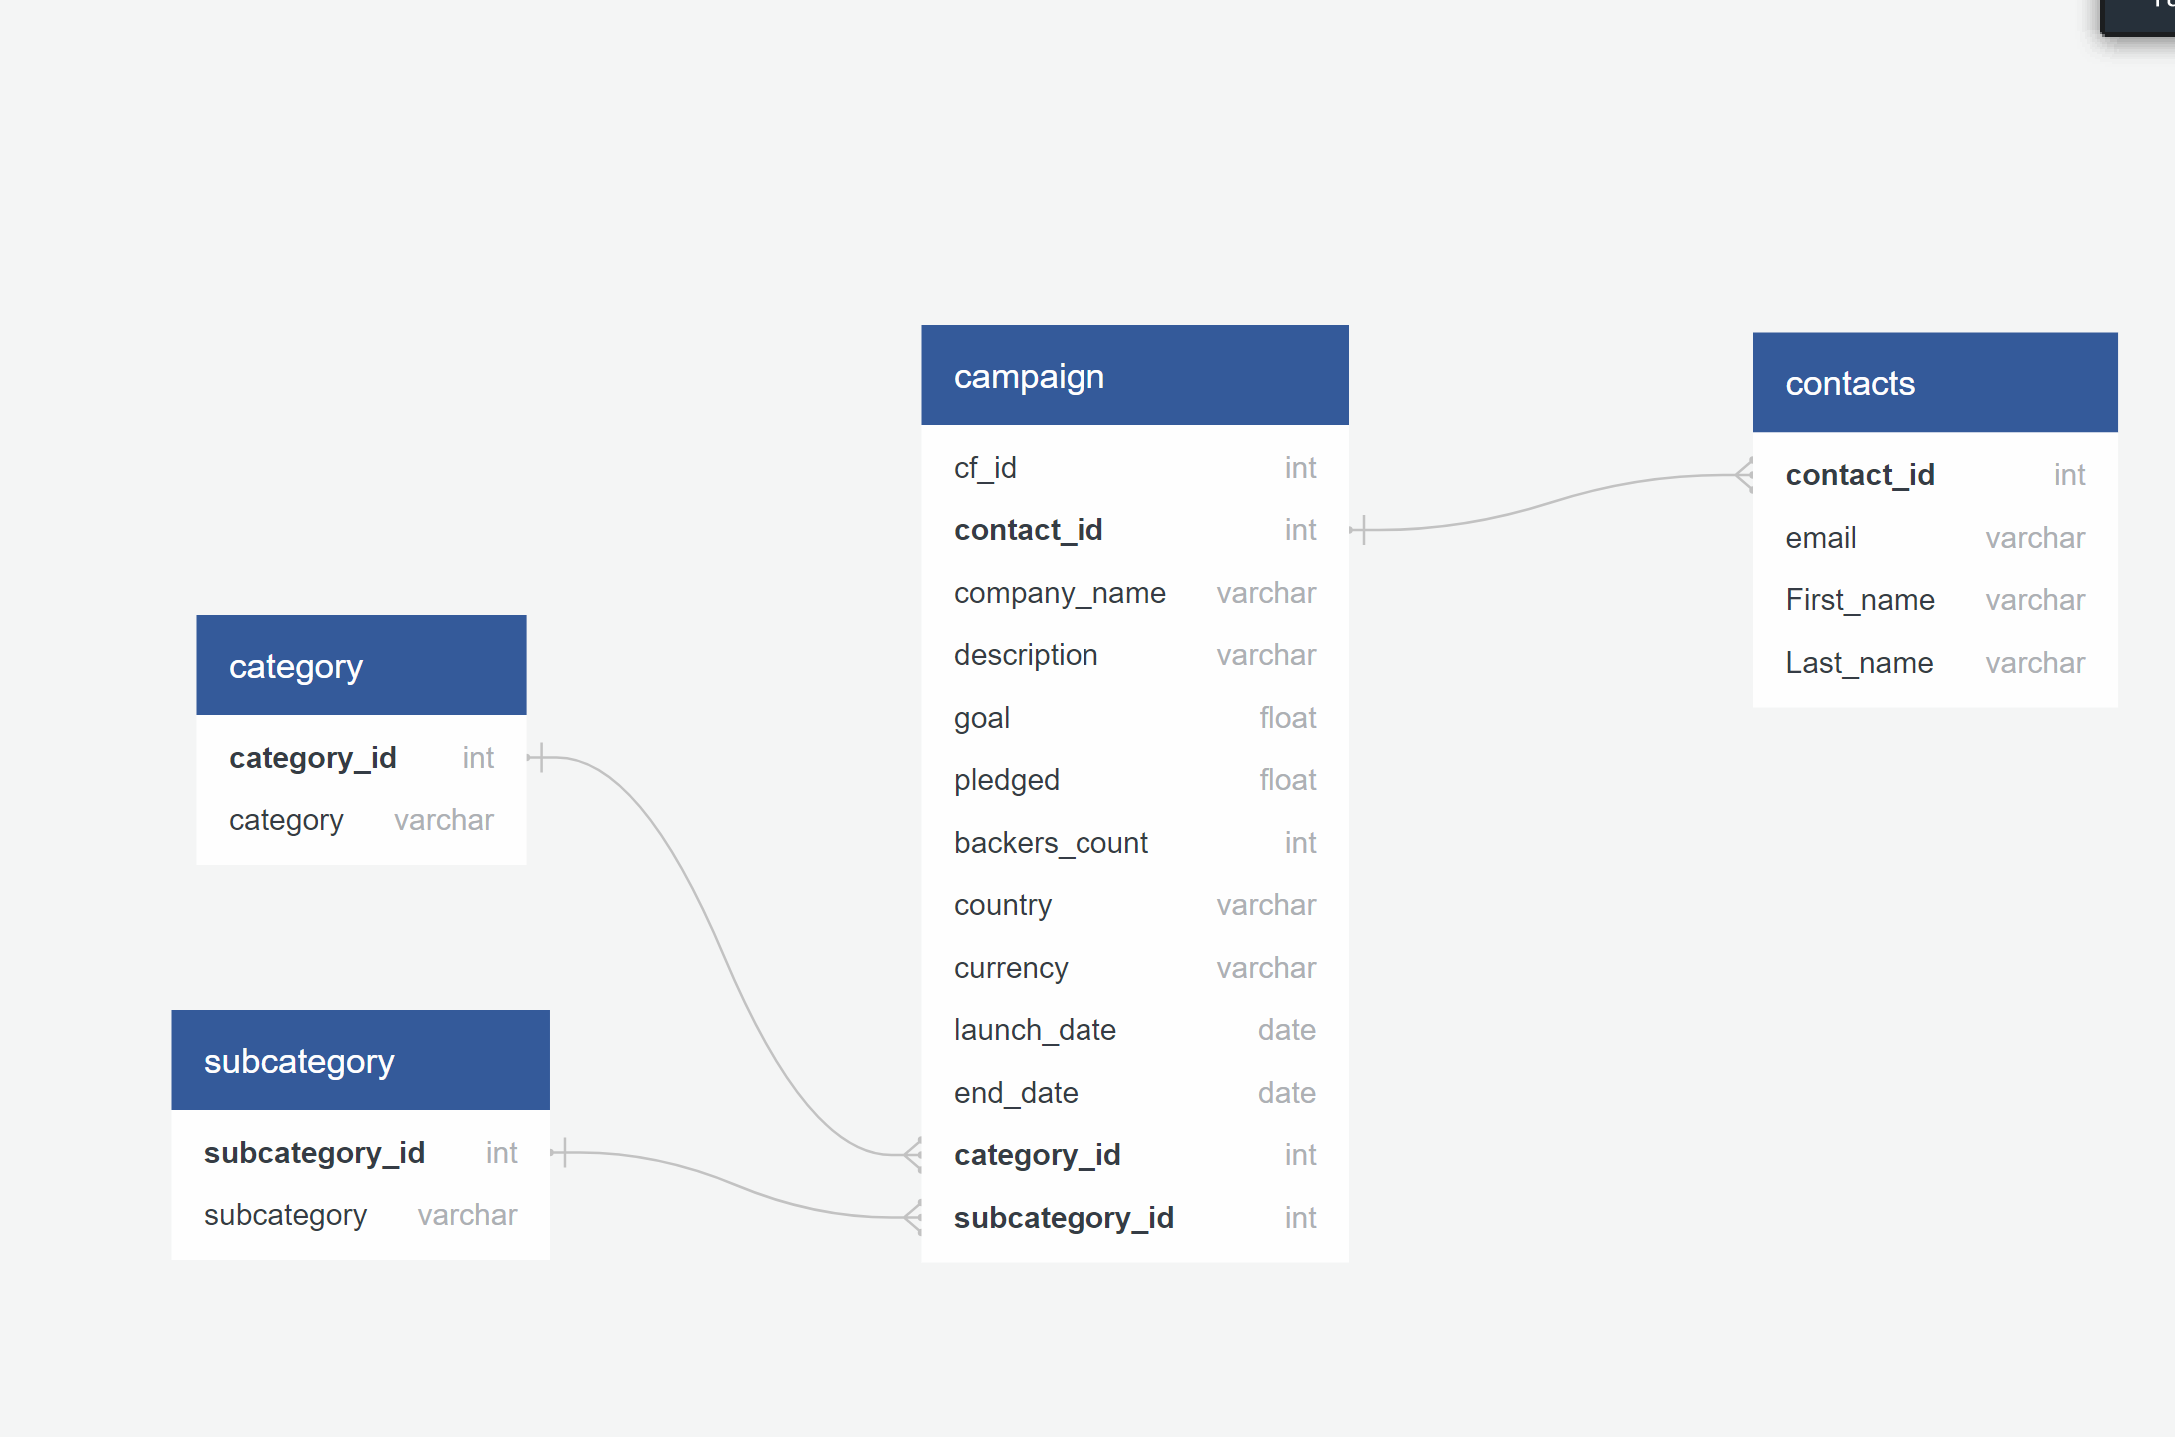 campaign
cf_id int
contact_id int
company_name varchar
description varchar
goal float
pledged float
backers_count int
country varchar
currency varchar
launch_date date
end_date date
category_id int
subcategory_id int
contacts
contact_id int
email varchar
First_name varchar
Last_name varchar
category
category_id int
category varchar
subcategory
subcategory_id int
subcategory varchar